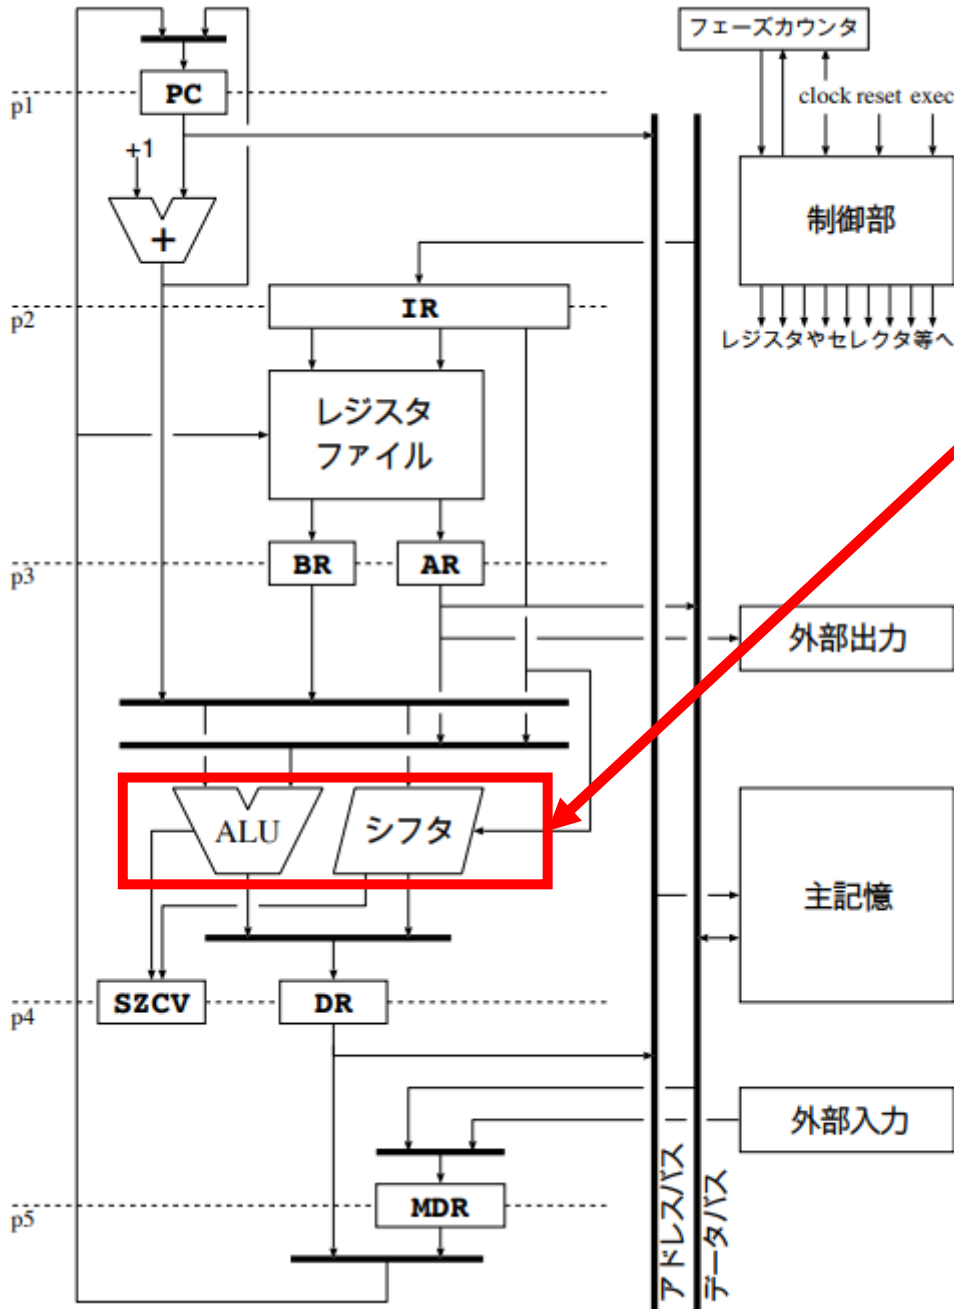 フェーズカウンタ
PC
p1
clock reset exec
+1
制御部
+
IR
p2
レジスタやセレクタ等へ
レジスタ
ファイル
BR
AR
p3
外部出力
ALU
シフタ
主記憶
SZCV
DR
p4
外部入力
MDR
p5
アドレスバス
データバス